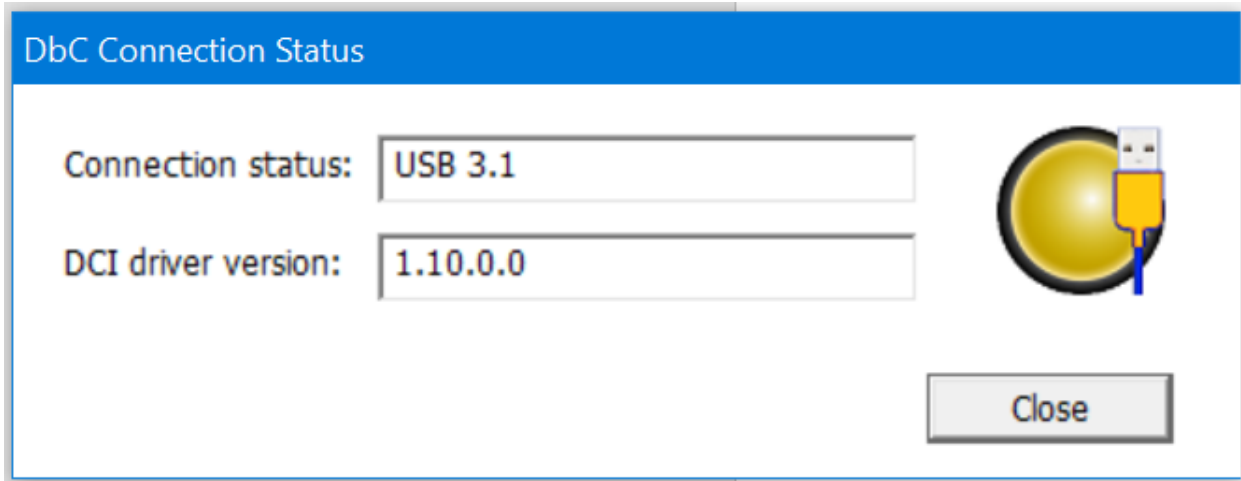 DbC Connection Status
Connection status: USB 3.1
DCI driver version: 1.10.0.0
Close